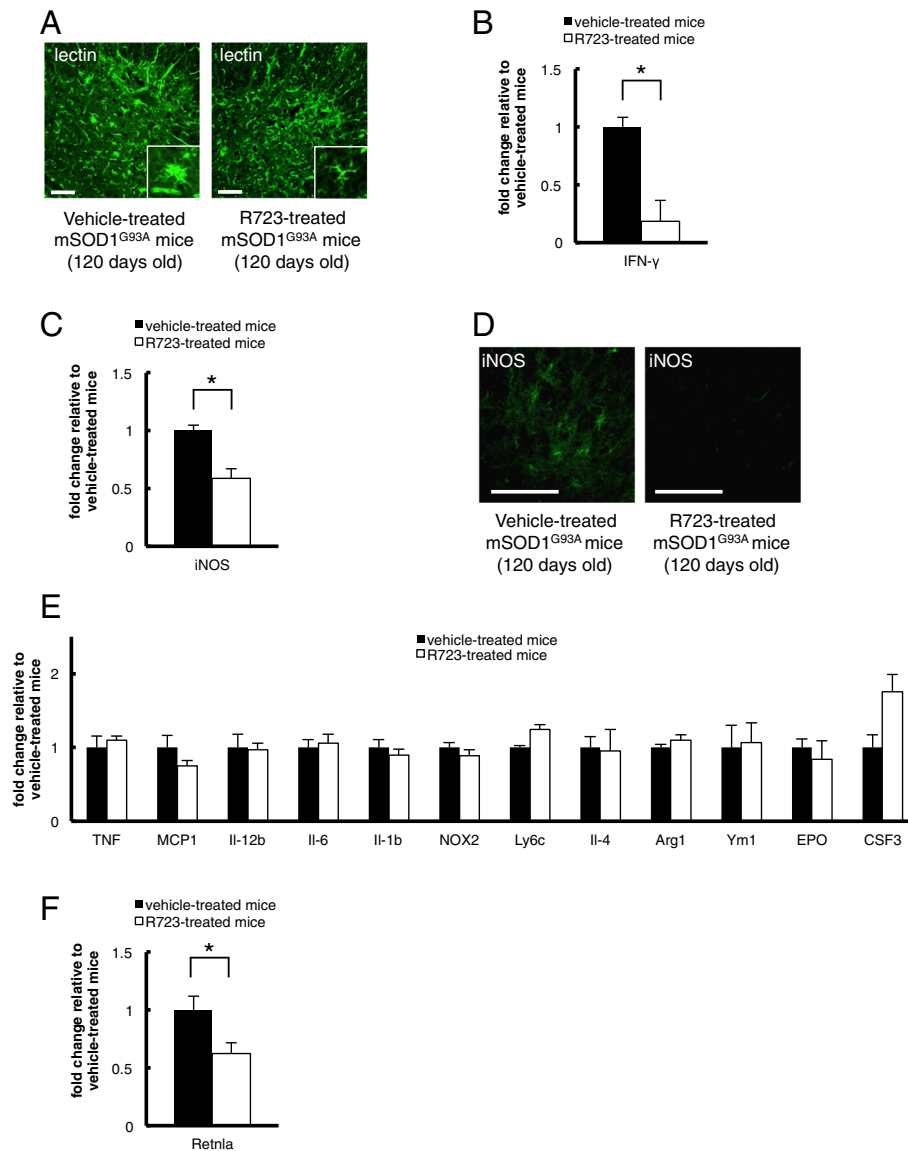 A
lectin
lectin
Vehicle-treated
mSOD1G93A mice
(120 days old)
R723-treated
mSOD1G93A mice
(120 days old)
B
vehicle-treated mice
R723-treated mice
fold change relative to
vehicle-treated mice
1.5
1
0.5
0
*
IFN-γ
C
vehicle-treated mice
R723-treated mice
fold change relative to
vehicle-treated mice
1.5
1
0.5
0
*
iNOS
D
iNOS
iNOS
Vehicle-treated
mSOD1G93A mice
(120 days old)
R723-treated
mSOD1G93A mice
(120 days old)
E
vehicle-treated mice
R723-treated mice
fold change relative to
vehicle-treated mice
2
1
0
TNF MCP1 Il-12b Il-6 Il-1b NOX2 Ly6c Il-4 Arg1 Ym1 EPO CSF3
F
vehicle-treated mice
R723-treated mice
fold change relative to
vehicle-treated mice
1.5
1
0.5
0
*
Retnla